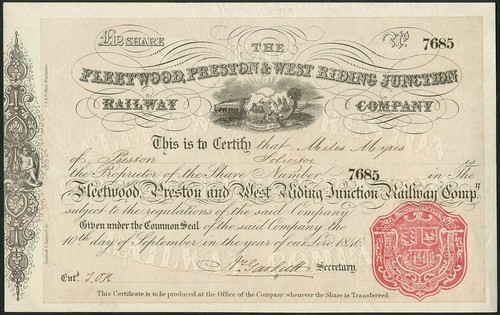 £12 SHARE
No. 7685
THE
FLEETWOOD, PRESTON & WEST RIDING JUNCTION
RAILWAY COMPANY
This is to Certify that Miles Myres
of Preston Solicitor is
the Proprietor of the Share Number 7685 in The
Fleetwood, Preston and West Riding Junction Railway Compy
subject to the regulations of the said Company
Given under the Common Seal of the said Company the
10th day of September in the year of our Lord 1846.
Secretary.
Entd.
This Certificate is to be produced at the Office of the Company whenever the Share is Transferred.